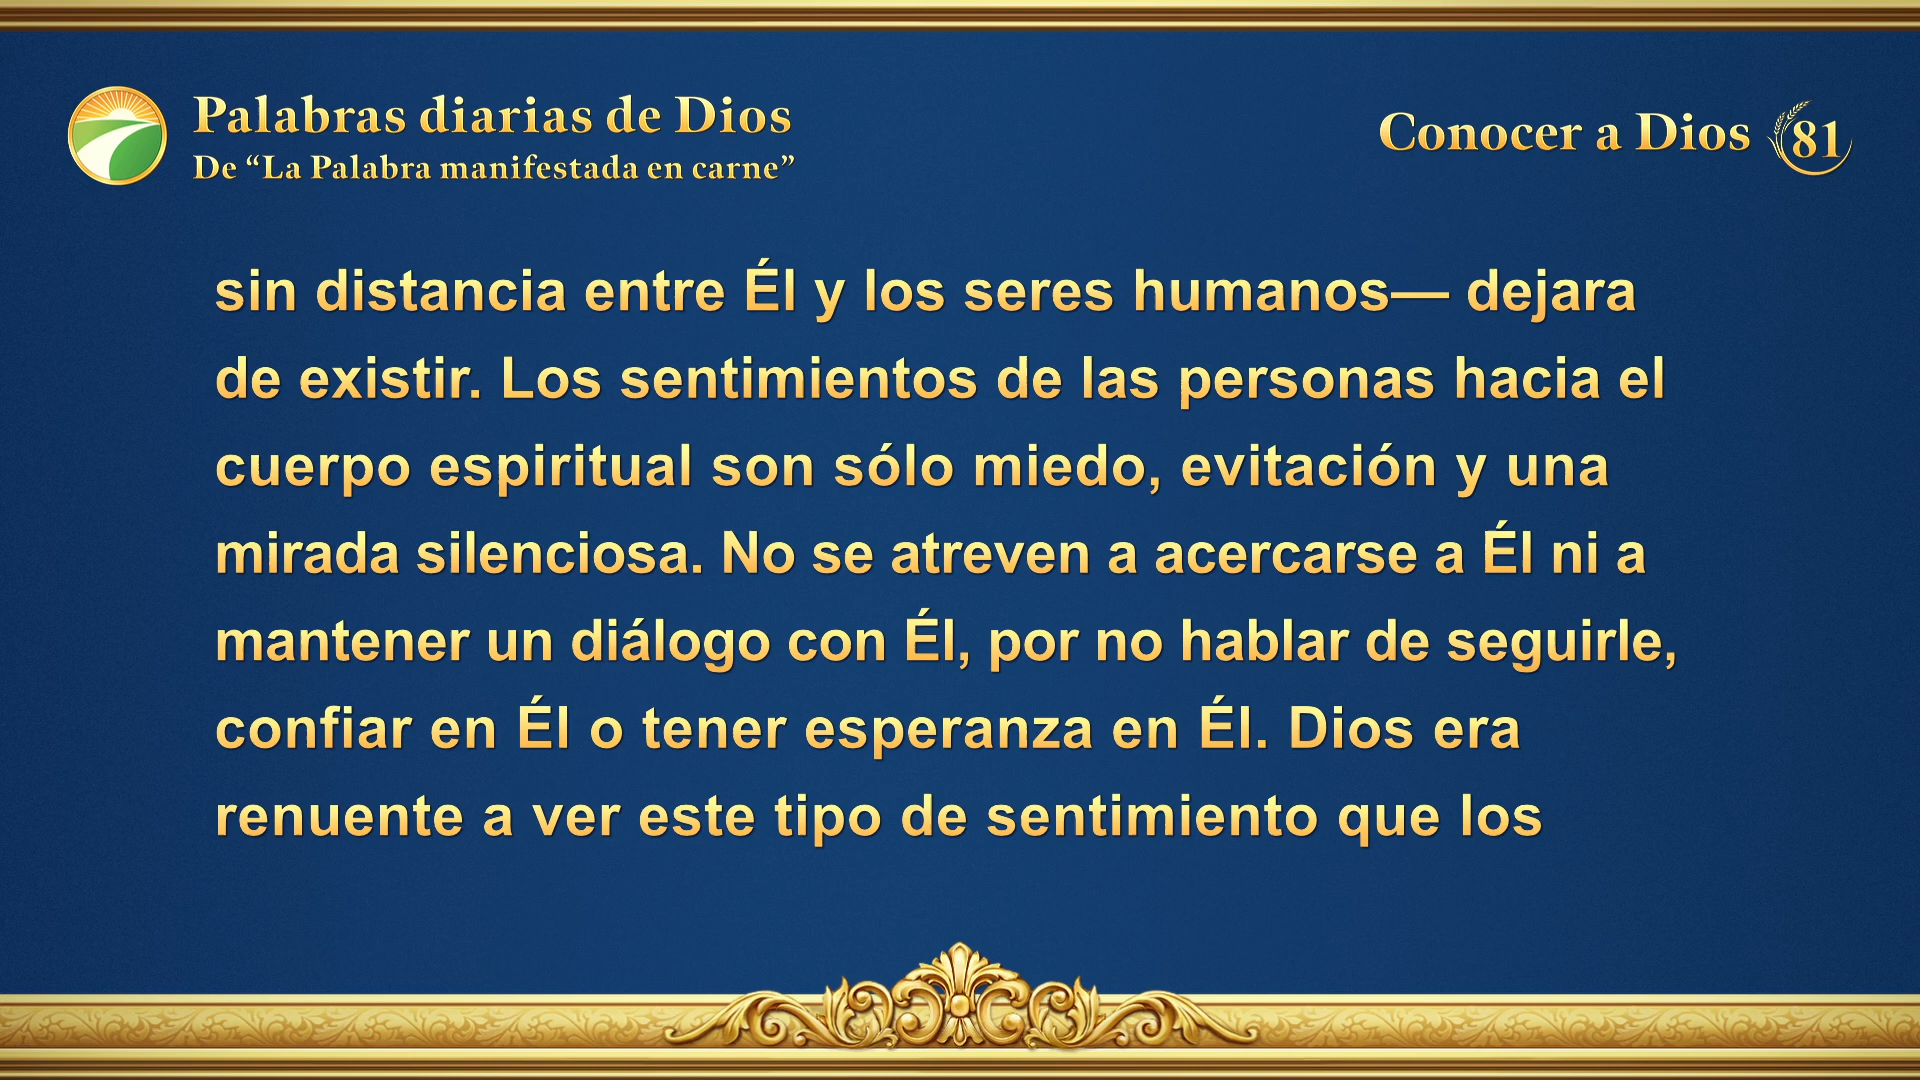 Palabras diarias de Dios
De “La Palabra manifestada en carne”
Conocer a Dios 81
sin distancia entre Él y los seres humanos— dejara
de existir. Los sentimientos de las personas hacia el
cuerpo espiritual son sólo miedo, evitación y una
mirada silenciosa. No se atreven a acercarse a Él ni a
mantener un diálogo con Él, por no hablar de seguirle,
confiar en Él o tener esperanza en Él. Dios era
renuente a ver este tipo de sentimiento que los